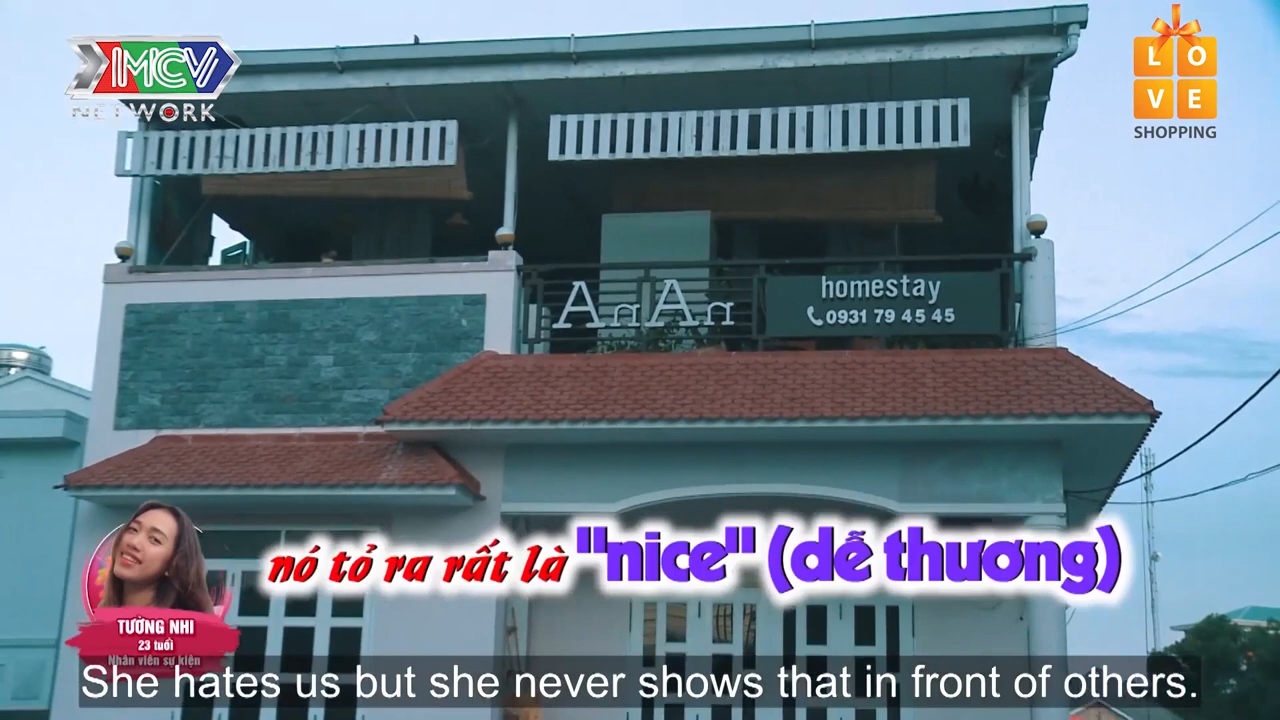 MCV
NETWORK
LOVE
SHOPPING
AnAn
homestay
0931 79 45 45
nó tỏ ra rất là "nice" (dễ thương)
TƯỜNG NHI
23 tuổi
Nhân viên sự kiện
She hates us but she never shows that in front of others.